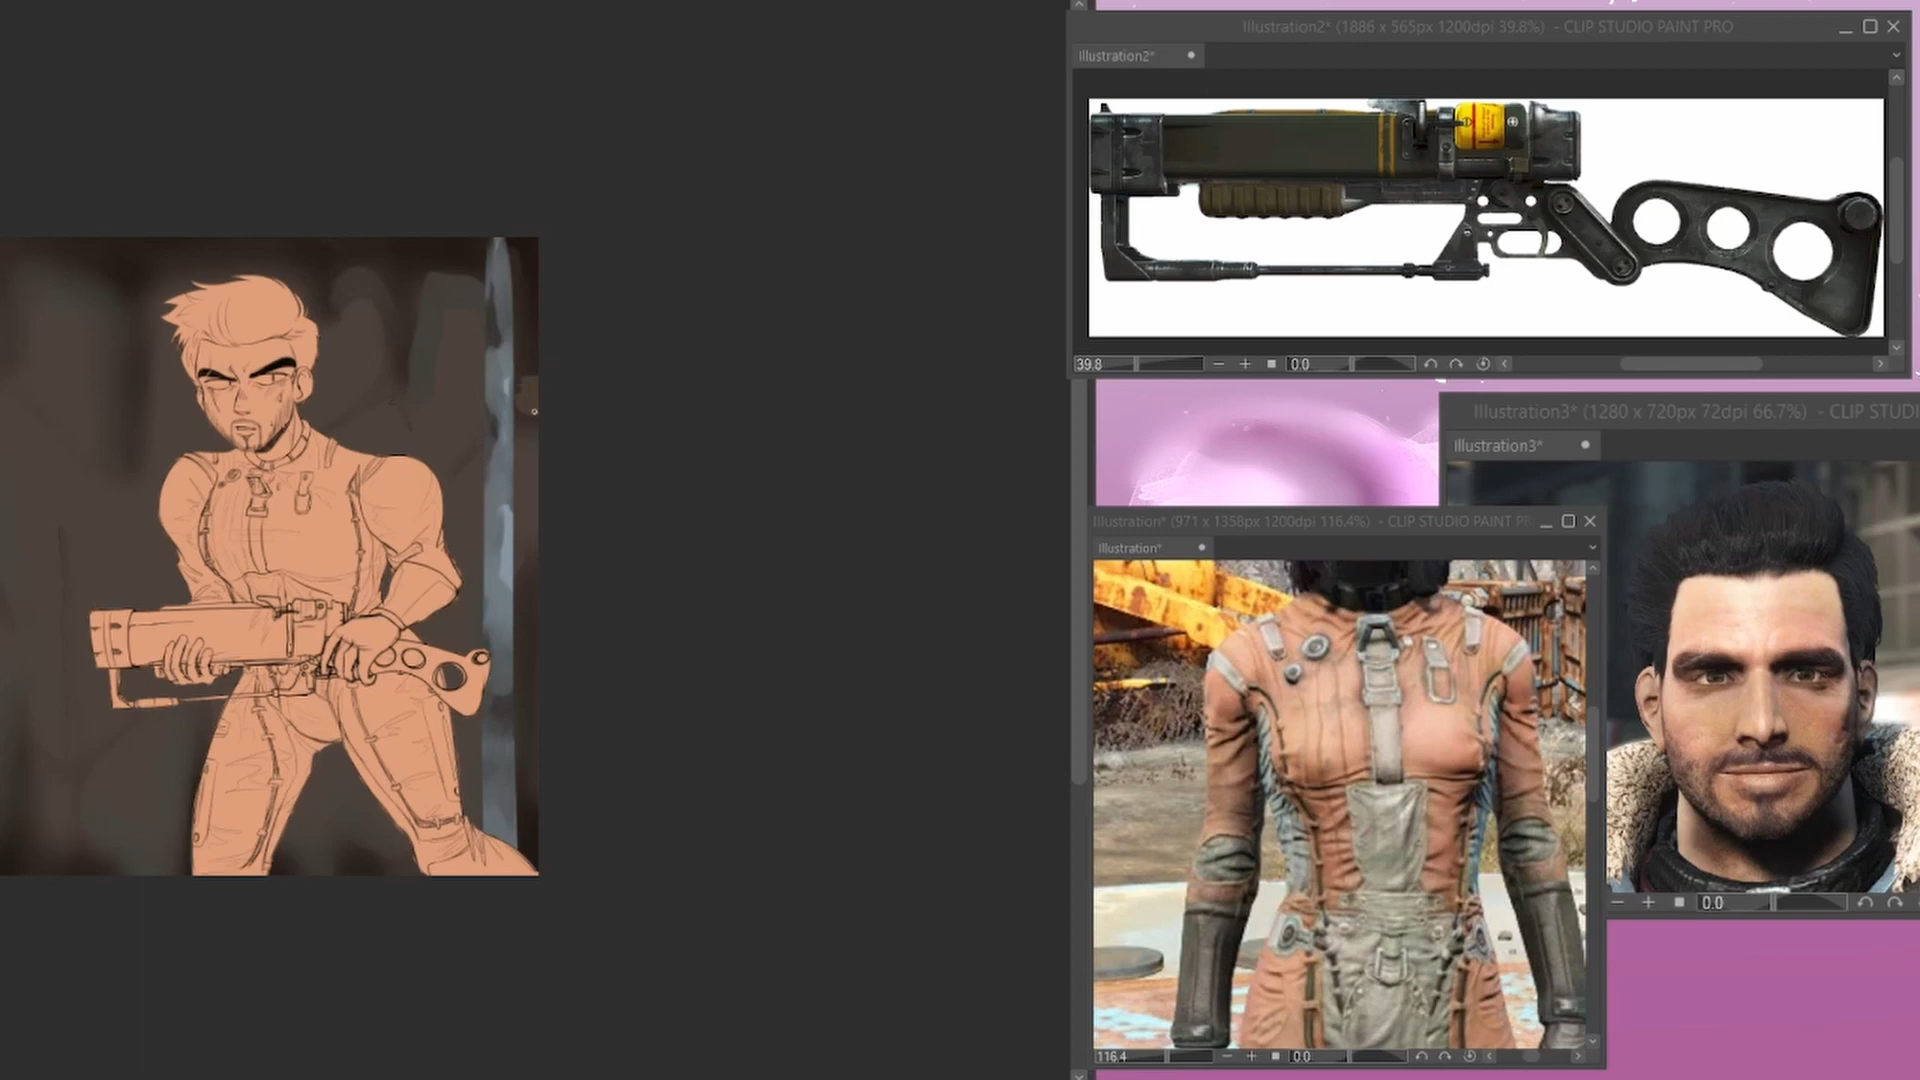 Illustration2* (1886 x 565px 1200dpi 39.8%) - CLIP STUDIO PAINT PRO
Illustration2*
39.8
0.0
Illustration3* (1280 x 720px 72dpi 66.7%) - CLIP STUDI
Illustration3*
Illustration* (971 x 1358px 1200dpi 116.4%) - CLIP STUDIO PAINT PR
Illustration*
0.0
116.4
0.0